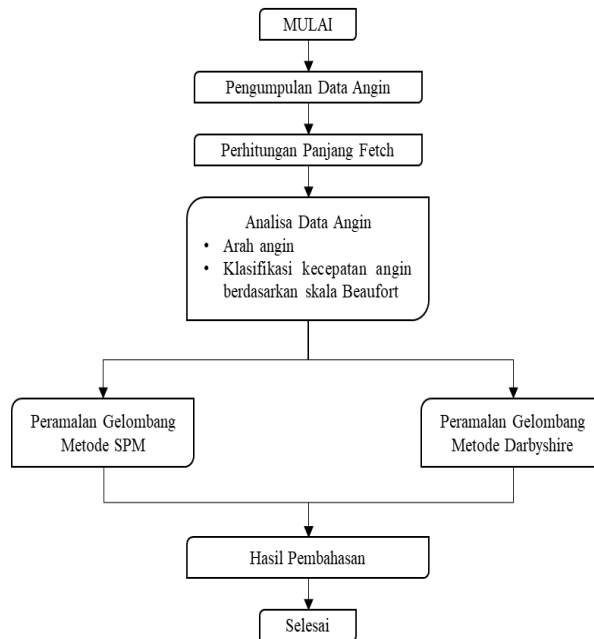 MULAI
Pengumpulan Data Angin
Perhitungan Panjang Fetch
Analisa Data Angin
• Arah angin
• Klasifikasi kecepatan angin
berdasarkan skala Beaufort
Peramalan Gelombang
Metode SPM
Peramalan Gelombang
Metode Darbyshire
Hasil Pembahasan
Selesai